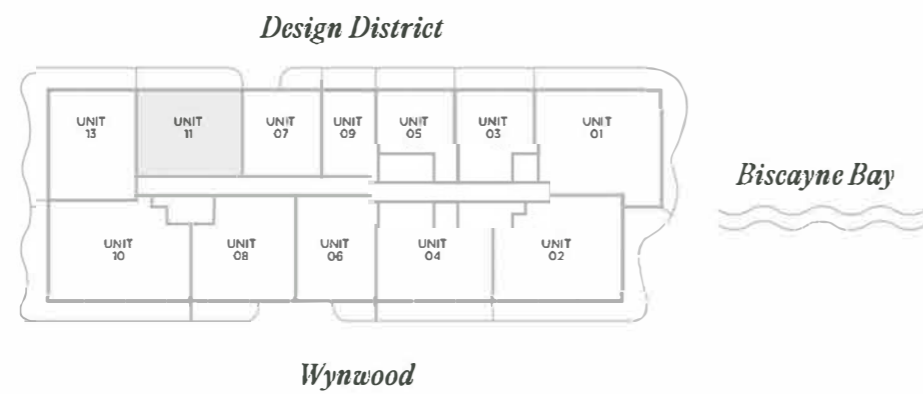 Design District
UNIT
13
UNIT
11
UNIT
07
UNIT
09
UNIT
05
UNIT
03
UNIT
01
Biscayne Bay
UNIT
10
UNIT
08
UNIT
06
UNIT
04
UNIT
02
Wynwood